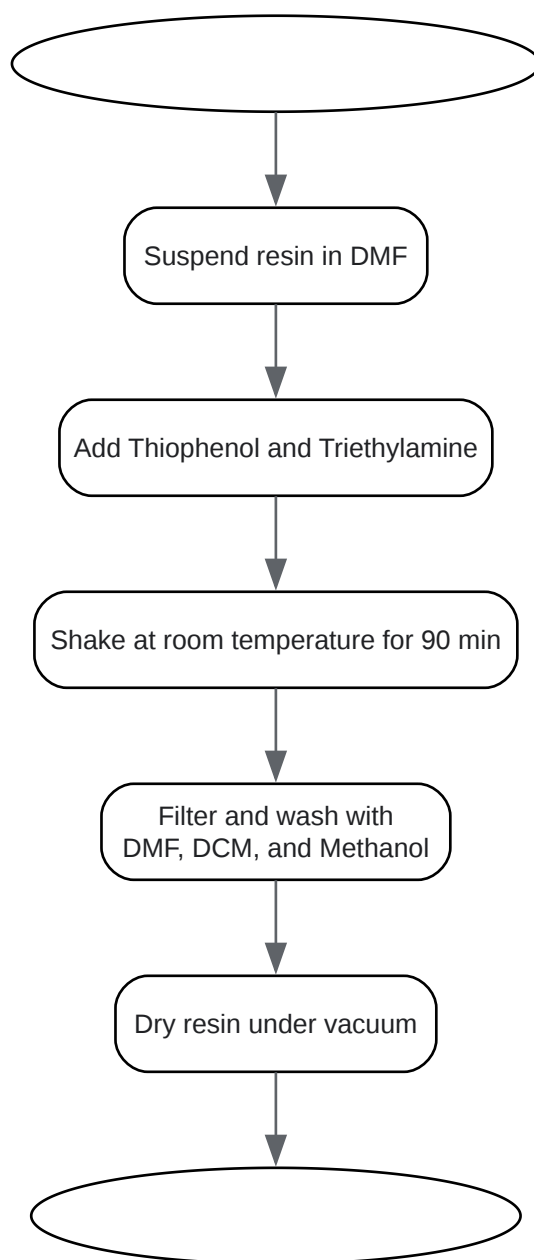 Suspend resin in DMF
Add Thiophenol and Triethylamine
Shake at room temperature for 90 min
Filter and wash with
DMF, DCM, and Methanol
Dry resin under vacuum